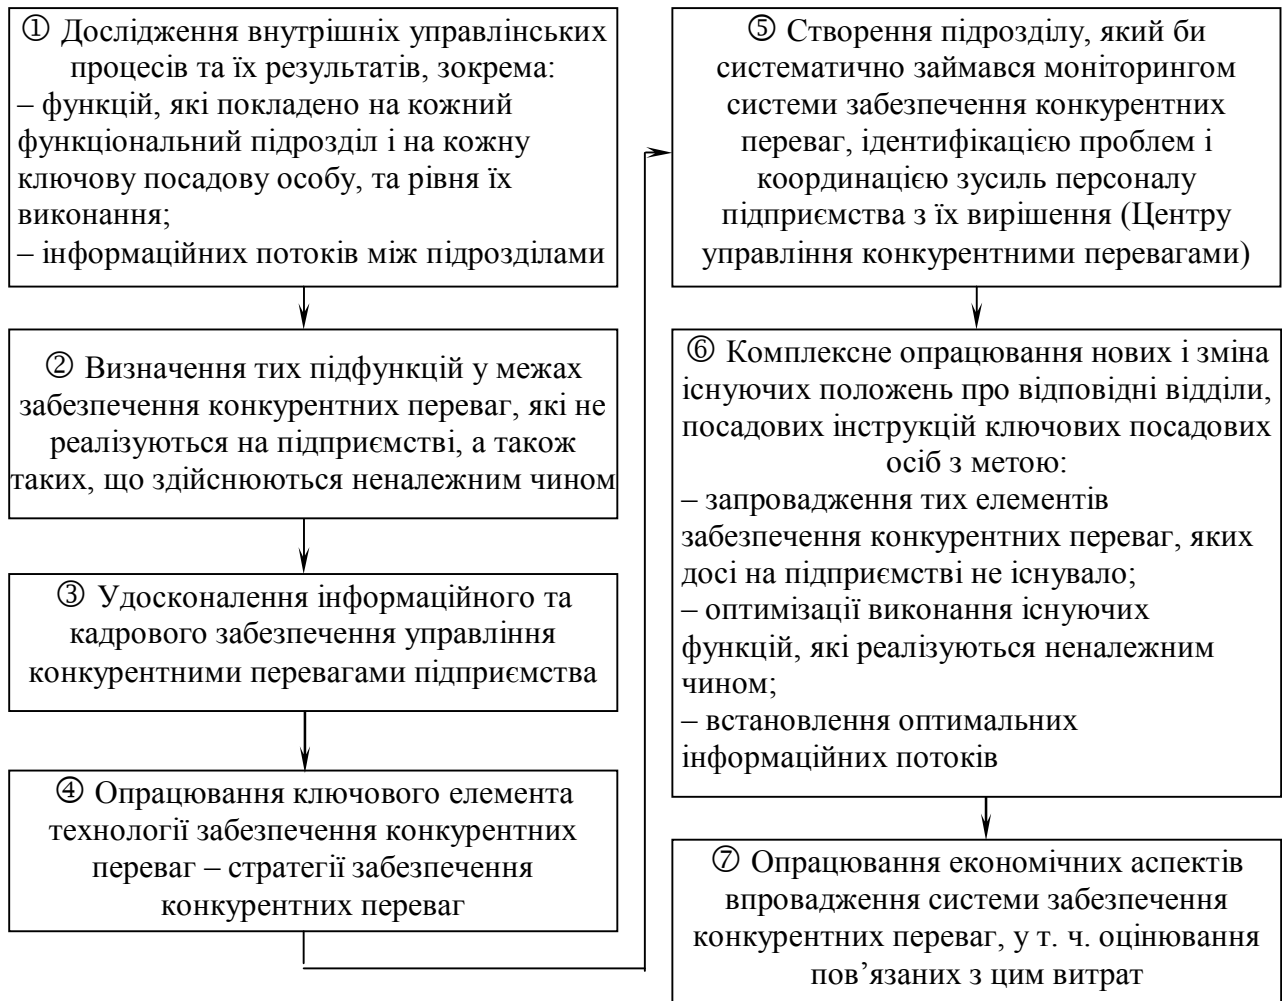 ① Дослідження внутрішніх управлінських
процесів та їх результатів, зокрема:
– функцій, які покладено на кожний
функціональний підрозділ і на кожну
ключову посадову особу, та рівня їх
виконання;
– інформаційних потоків між підрозділами
② Визначення тих підфункцій у межах
забезпечення конкурентних переваг, які не
реалізуються на підприємстві, а також
таких, що здійснюються неналежним чином
③ Удосконалення інформаційного та
кадрового забезпечення управління
конкурентними перевагами підприємства
④ Опрацювання ключового елемента
технології забезпечення конкурентних
переваг – стратегії забезпечення
конкурентних переваг
⑤ Створення підрозділу, який би
систематично займався моніторингом
системи забезпечення конкурентних
переваг, ідентифікацією проблем і
координацією зусиль персоналу
підприємства з їх вирішення (Центру
управління конкурентними перевагами)
⑥ Комплексне опрацювання нових і зміна
існуючих положень про відповідні відділи,
посадових інструкцій ключових посадових
осіб з метою:
– запровадження тих елементів
забезпечення конкурентних переваг, яких
досі на підприємстві не існувало;
– оптимізації виконання існуючих
функцій, які реалізуються неналежним
чином;
– встановлення оптимальних
інформаційних потоків
⑦ Опрацювання економічних аспектів
впровадження системи забезпечення
конкурентних переваг, у т. ч. оцінювання
пов’язаних з цим витрат